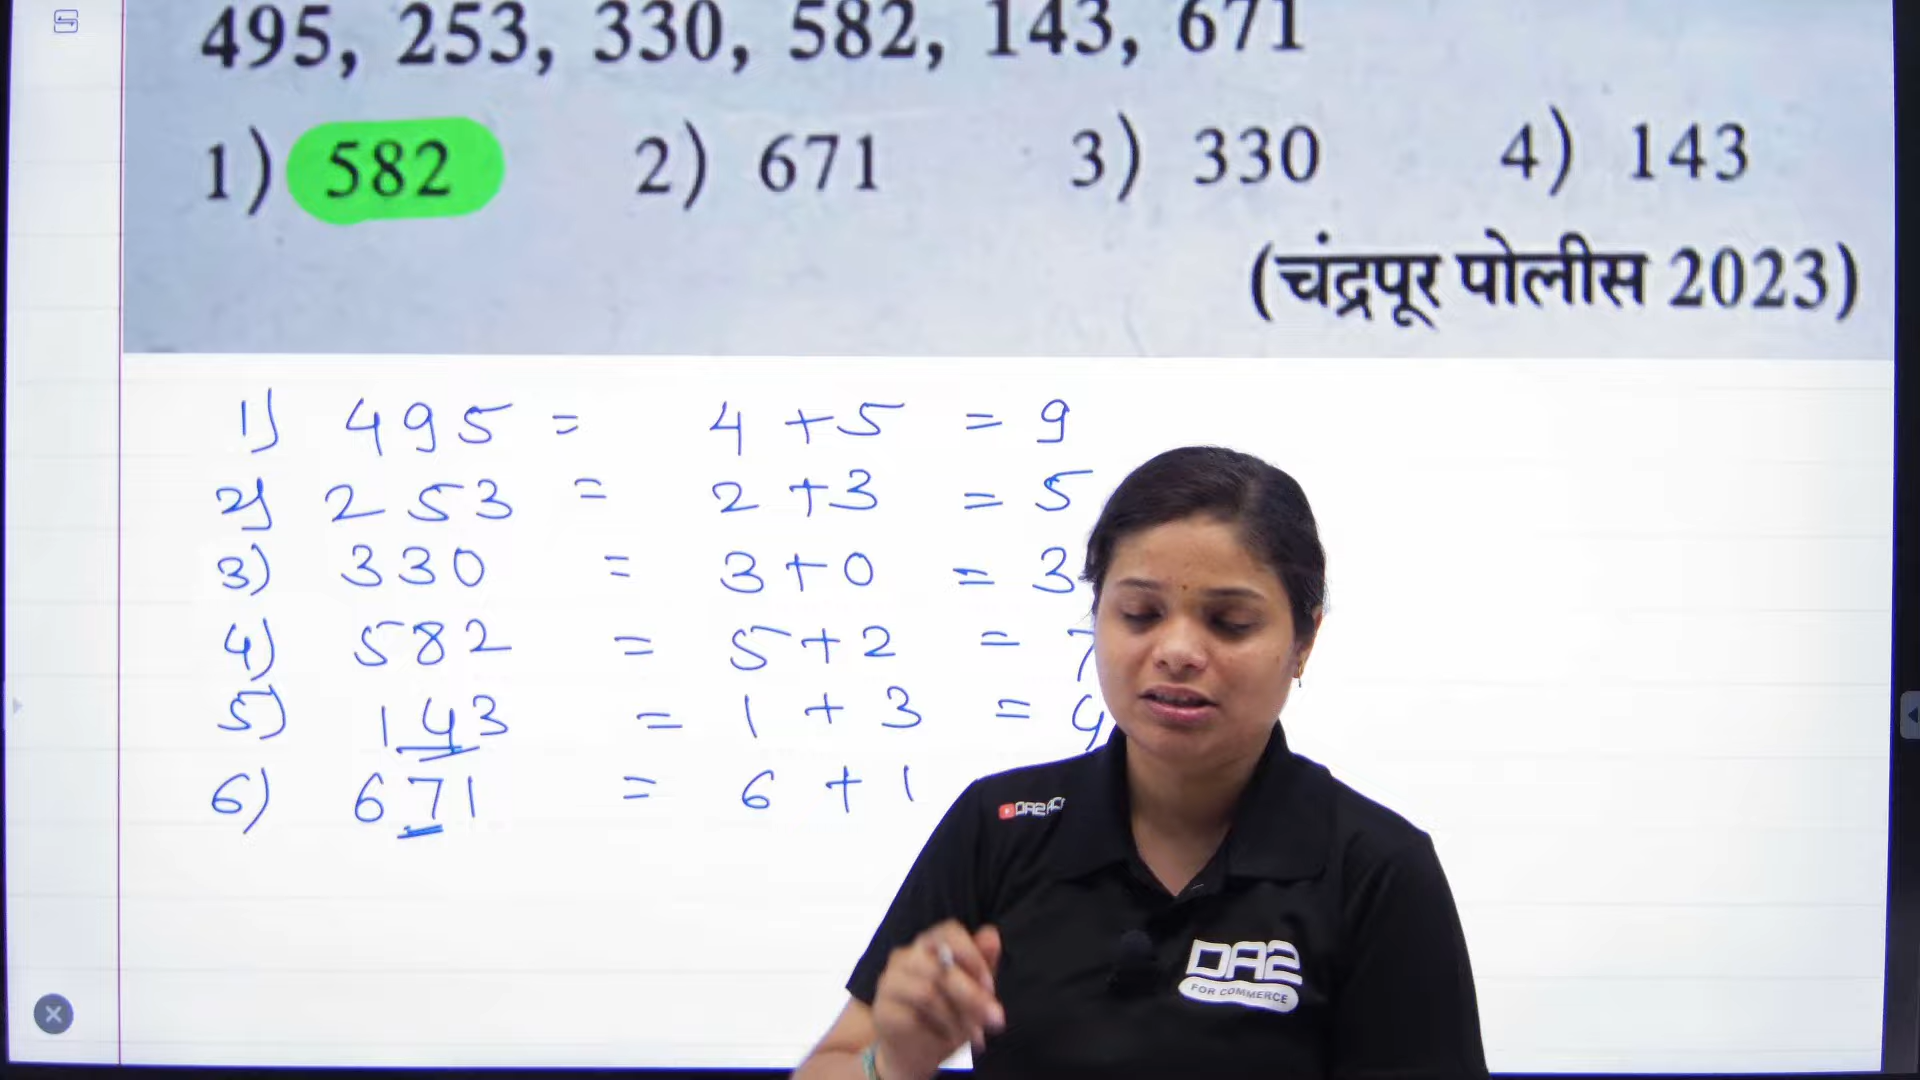 495, 253, 330, 582, 143, 671
1) 582 2) 671 3) 330 4) 143
(चंद्रपूर पोलीस 2023)
1) 495 = 4 + 5 = 9
2) 253 = 2 + 3 = 5
3) 330 = 3 + 0 = 3
4) 582 = 5 + 2 = 7
5) 143 = 1 + 3 = 4
6) 671 = 6 + 1
DA2
FOR COMMERCE